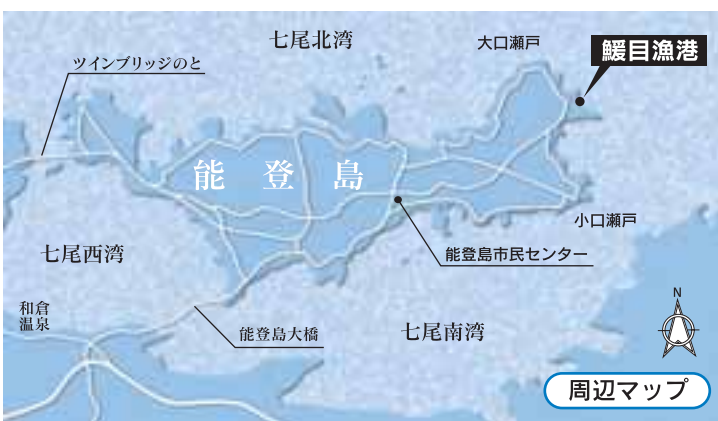 七尾北湾
大口瀬戸
鰀目漁港
ツインブリッジのと
能登島
小口瀬戸
七尾西湾
能登島市民センター
和倉
温泉
能登島大橋
七尾南湾
N
周辺マップ